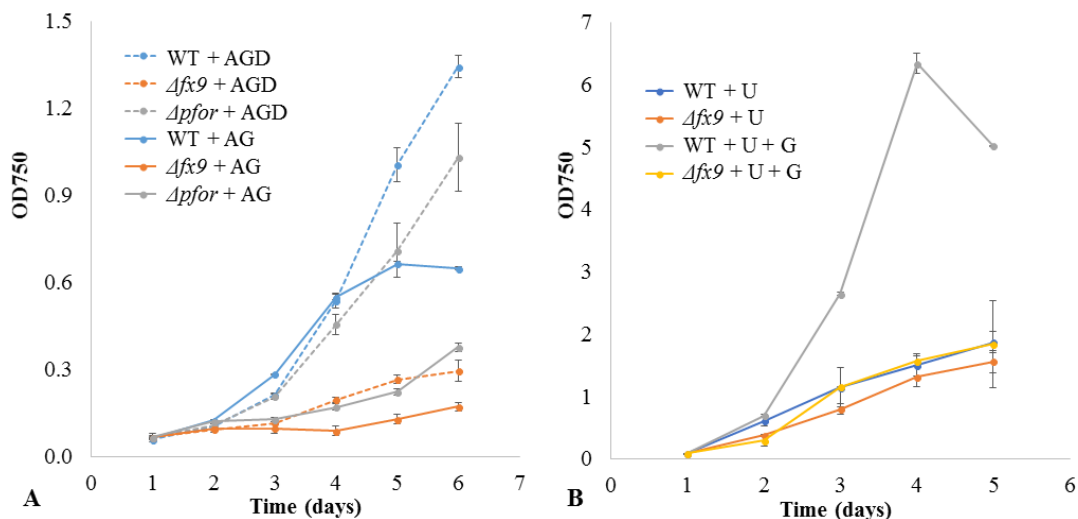 1.5
1.2
0.9
0.6
0.3
0.0
OD750
WT + AGD
Δfx9 + AGD
Δpfor + AGD
WT + AG
Δfx9 + AG
Δpfor + AG
0 1 2 3 4 5 6 7
A Time (days)
7
6
5
4
3
2
1
0
OD750
WT + U
Δfx9 + U
WT + U + G
Δfx9 + U + G
0 1 2 3 4 5 6
B Time (days)